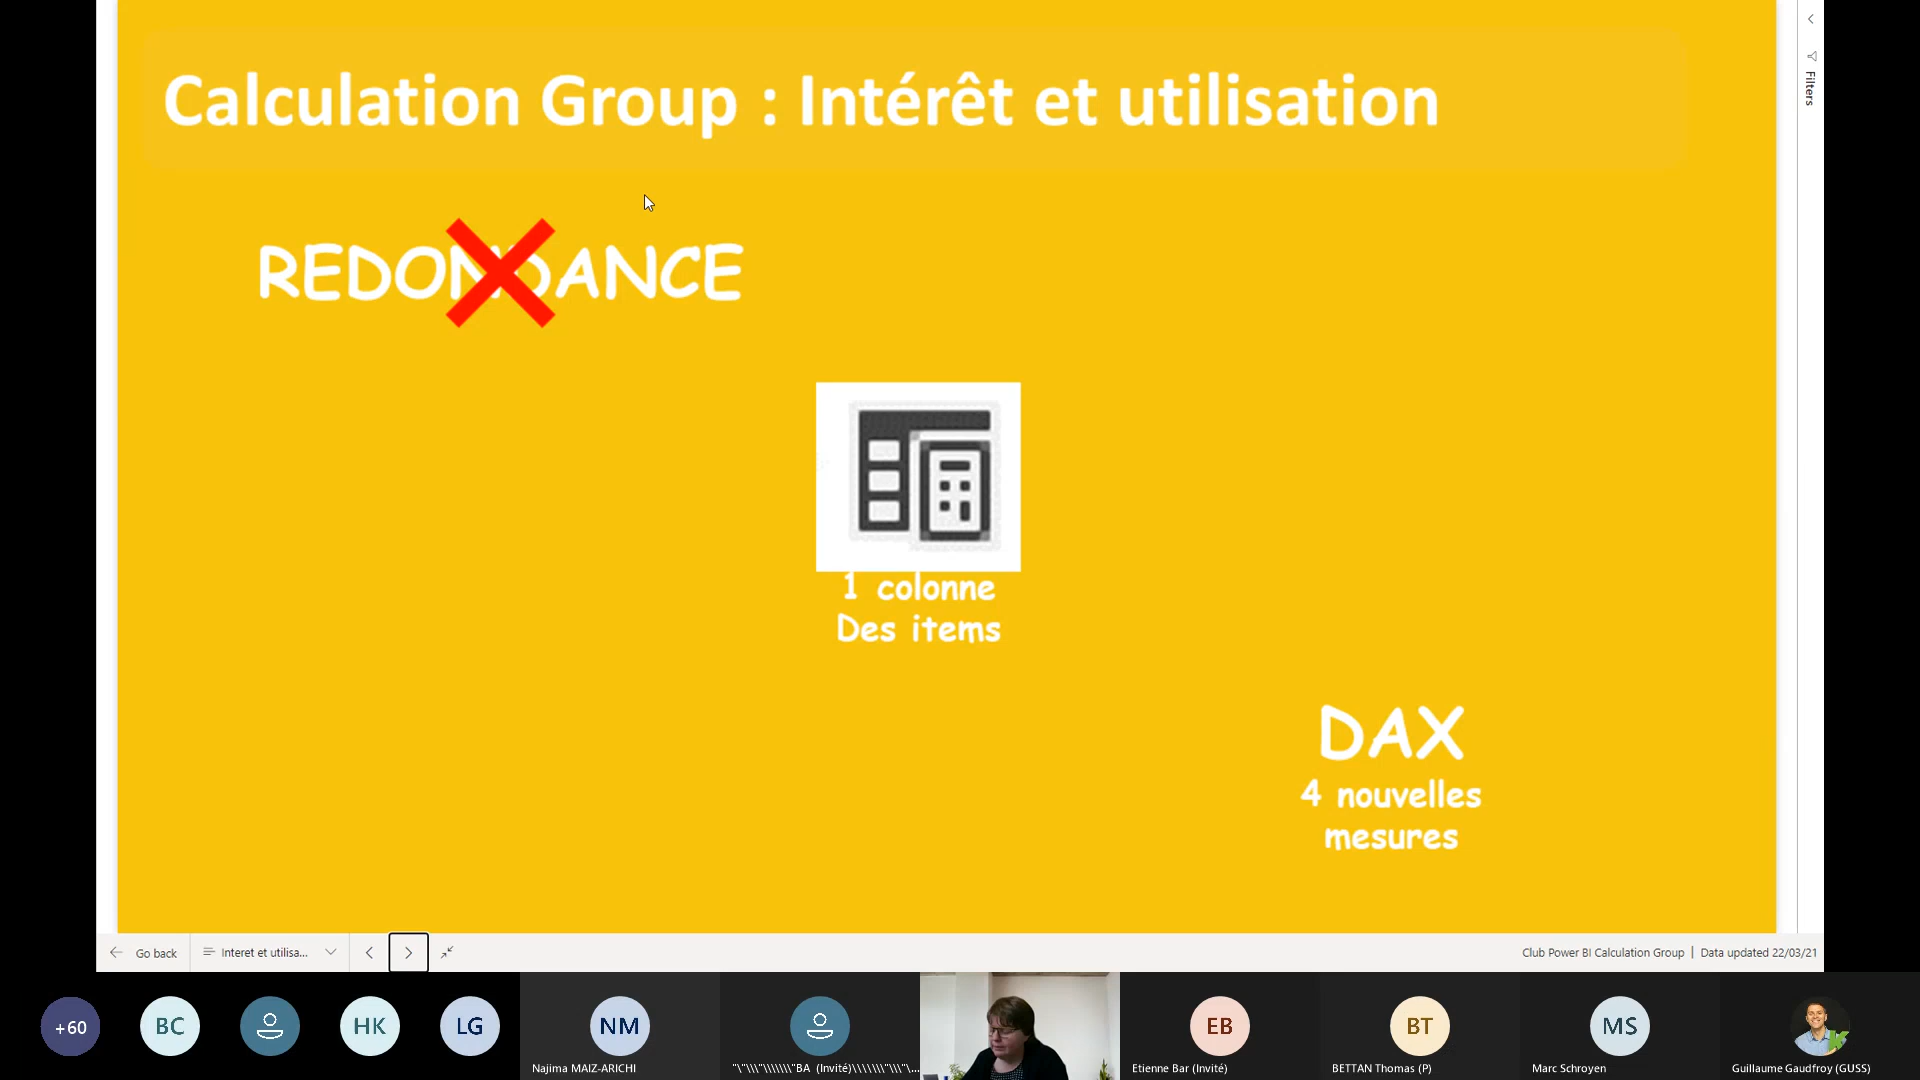 Calculation Group : Intérêt et utilisation
REDONDANCE
1 colonne
Des items
DAX
4 nouvelles
mesures
Filters
Go back
Interet et utilisa...
Club Power BI Calculation Group | Data updated 22/03/21
+60
BC
HK
LG
NM
EB
BT
MS
Najima MAIZ-ARICHI
"\"\\\"\\\\\\\"BA (Invité)\\\\\\\"\\\"\...
Etienne Bar (Invité)
BETTAN Thomas (P)
Marc Schroyen
Guillaume Gaudfroy (GUSS)